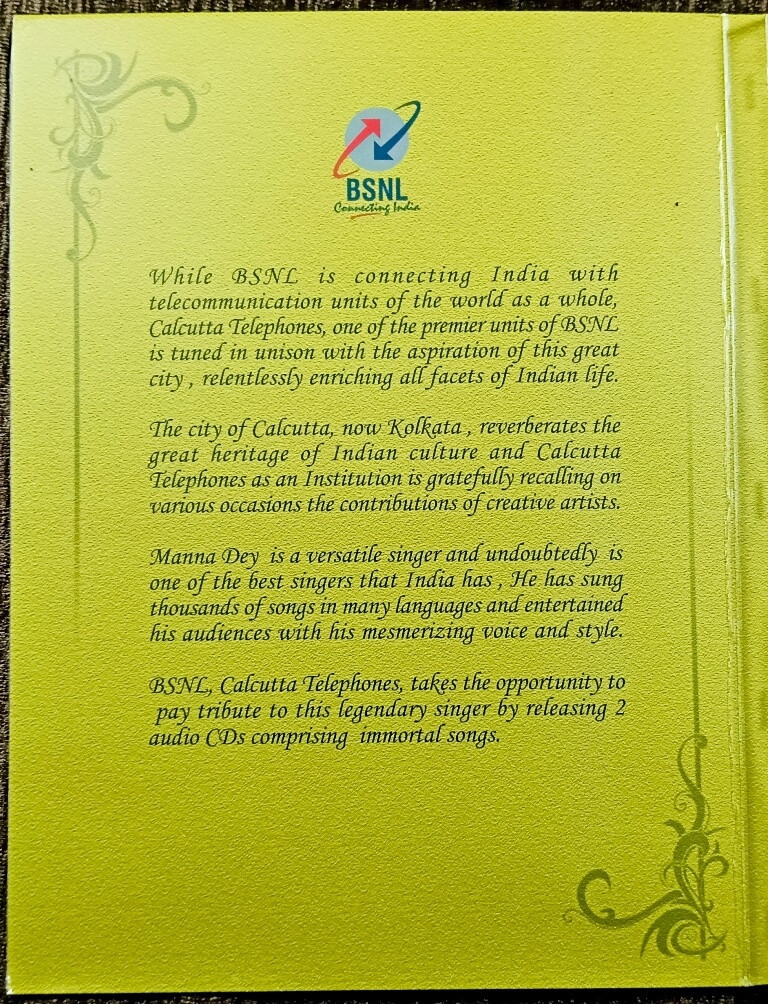 BSNL
Connecting India
While BSNL is connecting India with
telecommunication units of the world as a whole,
Calcutta Telephones, one of the premier units of BSNL
is tuned in unison with the aspiration of this great
city , relentlessly enriching all facets of Indian life.
The city of Calcutta, now Kolkata , reverberates the
great heritage of Indian culture and Calcutta
Telephones as an Institution is gratefully recalling on
various occasions the contributions of creative artists.
Manna Dey is a versatile singer and undoubtedly is
one of the best singers that India has , He has sung
thousands of songs in many languages and entertained
his audiences with his mesmerizing voice and style.
BSNL, Calcutta Telephones, takes the opportunity to
pay tribute to this legendary singer by releasing 2
audio CDs comprising immortal songs.